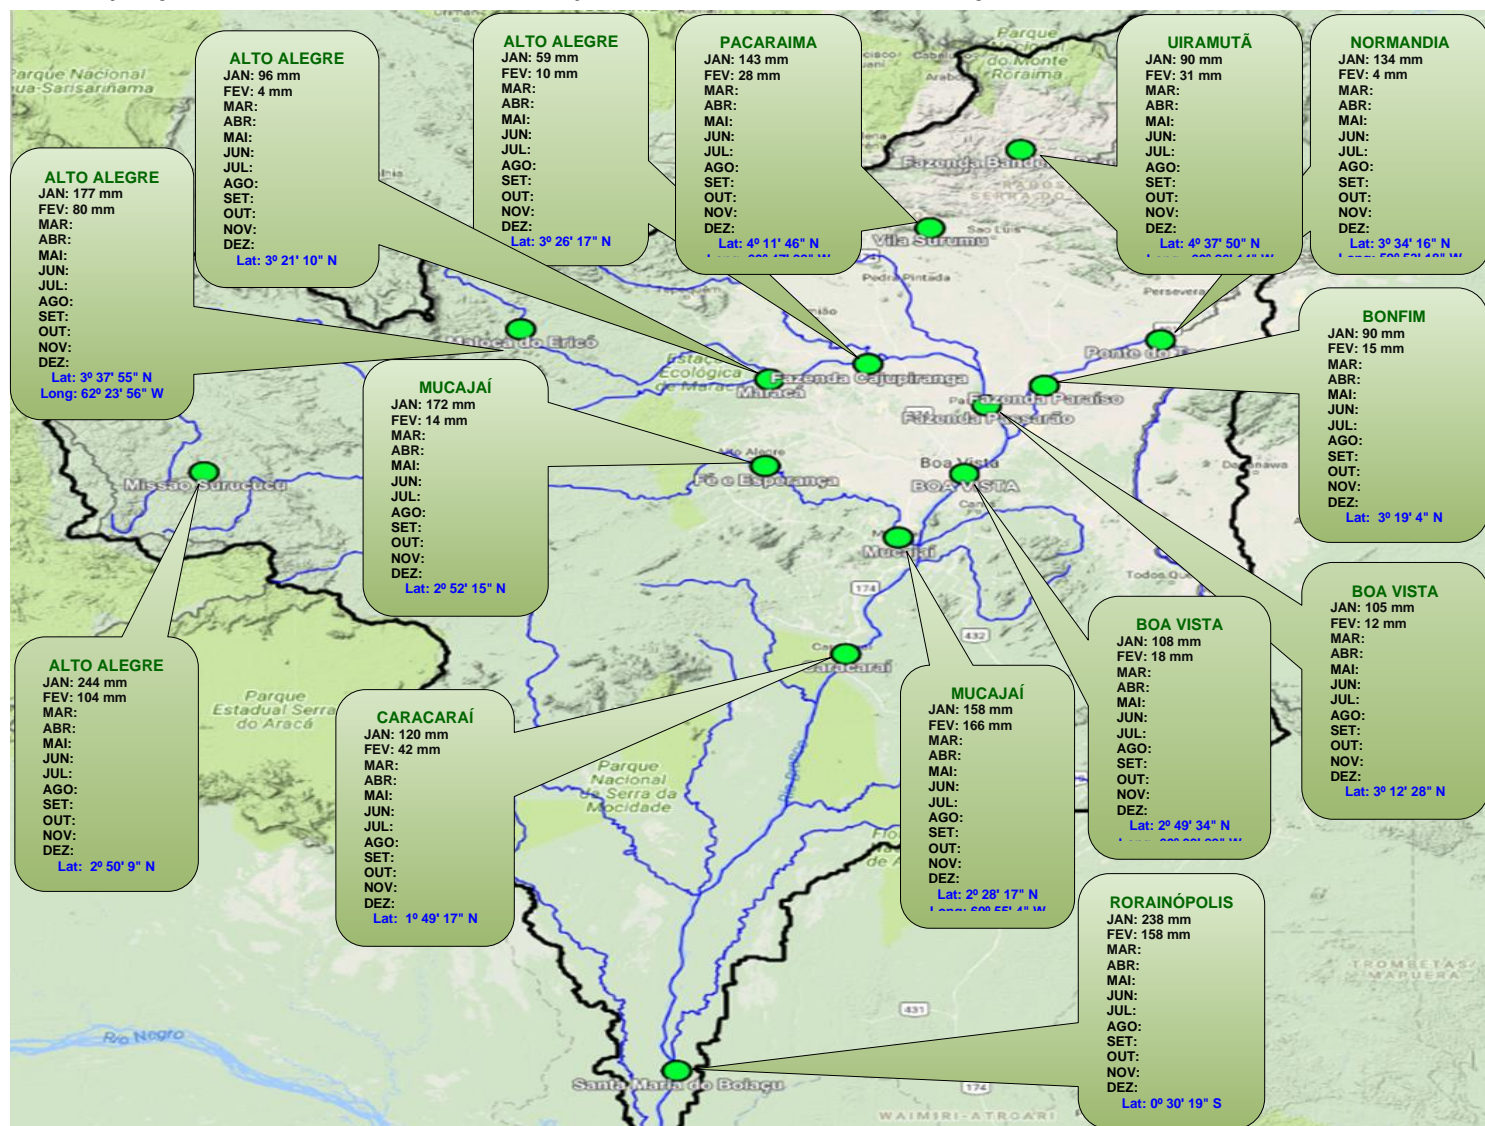 ALTO ALEGRE
JAN: 177 mm
FEV: 80 mm
MAR:
ABR:
MAI:
JUN:
JUL:
AGO:
SET:
OUT:
NOV:
DEZ:
Lat: 3º 37' 55" N
Long: 62º 23' 56" W
ALTO ALEGRE
JAN: 96 mm
FEV: 4 mm
MAR:
ABR:
MAI:
JUN:
JUL:
AGO:
SET:
OUT:
NOV:
DEZ:
Lat: 3º 21' 10" N
ALTO ALEGRE
JAN: 59 mm
FEV: 10 mm
MAR:
ABR:
MAI:
JUN:
JUL:
AGO:
SET:
OUT:
NOV:
DEZ:
Lat: 3º 26' 17" N
PACARAIMA
JAN: 143 mm
FEV: 28 mm
MAR:
ABR:
MAI:
JUN:
JUL:
AGO:
SET:
OUT:
NOV:
DEZ:
Lat: 4º 11' 46" N
UIRAMUTÃ
JAN: 90 mm
FEV: 31 mm
MAR:
ABR:
MAI:
JUN:
JUL:
AGO:
SET:
OUT:
NOV:
DEZ:
Lat: 4º 37' 50" N
NORMANDIA
JAN: 134 mm
FEV: 4 mm
MAR:
ABR:
MAI:
JUN:
JUL:
AGO:
SET:
OUT:
NOV:
DEZ:
Lat: 3º 34' 16" N
BONFIM
JAN: 90 mm
FEV: 15 mm
MAR:
ABR:
MAI:
JUN:
JUL:
AGO:
SET:
OUT:
NOV:
DEZ:
Lat: 3º 19' 4" N
MUCAJAÍ
JAN: 172 mm
FEV: 14 mm
MAR:
ABR:
MAI:
JUN:
JUL:
AGO:
SET:
OUT:
NOV:
DEZ:
Lat: 2º 52' 15" N
BOA VISTA
JAN: 105 mm
FEV: 12 mm
MAR:
ABR:
MAI:
JUN:
JUL:
AGO:
SET:
OUT:
NOV:
DEZ:
Lat: 3º 12' 28" N
BOA VISTA
JAN: 108 mm
FEV: 18 mm
MAR:
ABR:
MAI:
JUN:
JUL:
AGO:
SET:
OUT:
NOV:
DEZ:
Lat: 2º 49' 34" N
ALTO ALEGRE
JAN: 244 mm
FEV: 104 mm
MAR:
ABR:
MAI:
JUN:
JUL:
AGO:
SET:
OUT:
NOV:
DEZ:
Lat: 2º 50' 9" N
CARACARAÍ
JAN: 120 mm
FEV: 42 mm
MAR:
ABR:
MAI:
JUN:
JUL:
AGO:
SET:
OUT:
NOV:
DEZ:
Lat: 1º 49' 17" N
MUCAJAÍ
JAN: 158 mm
FEV: 166 mm
MAR:
ABR:
MAI:
JUN:
JUL:
AGO:
SET:
OUT:
NOV:
DEZ:
Lat: 2º 28' 17" N
RORAINÓPOLIS
JAN: 238 mm
FEV: 158 mm
MAR:
ABR:
MAI:
JUN:
JUL:
AGO:
SET:
OUT:
NOV:
DEZ:
Lat: 0º 30' 19" S
Parque Nacional
Parque
do Monte
Roraima
Vila Surumu
Sao Luis
Pedra Pintada
Maloca do Ericó
Estaç
Ecológica
de Marac
Maracá
Fazenda Cajupiranga
Fazenda Paraíso
Fazenda Passarão
Missão Surucucu
Alto Alegre
Fé e Esperança
Boa Vista
BOA VISTA
Mucajaí
174
432
Parque
Estadual Serra
do Aracá
Parque
Nacional
da Serra da
Mocidade
Rio Branco
Rio Negro
431
174
Santa Maria do Boiaçu
TROMBETAS/
MAPUERA
WAIMIRI-ATROARI